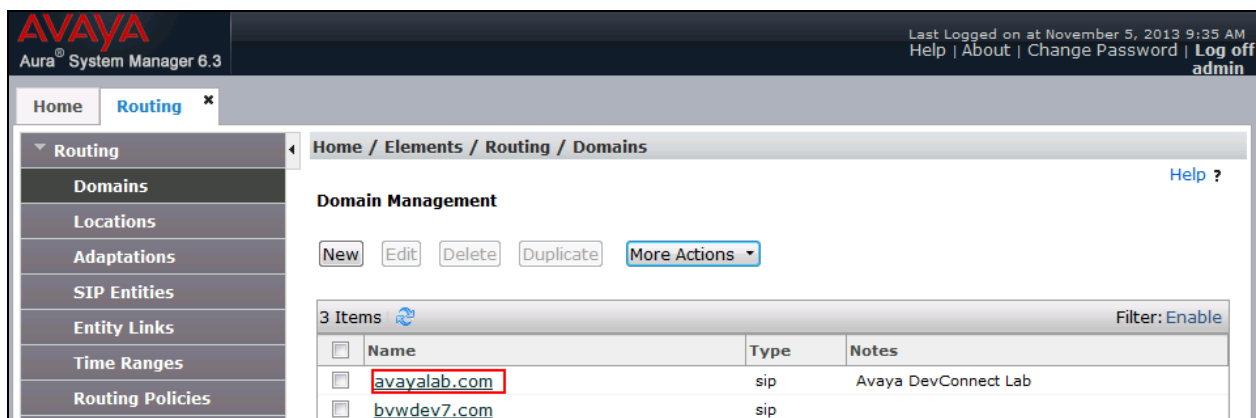 AVAYA
Aura® System Manager 6.3
Last Logged on at November 5, 2013 9:35 AM
Help | About | Change Password | Log off admin
Home
Routing ×
Routing
Domains
Locations
Adaptations
SIP Entities
Entity Links
Time Ranges
Routing Policies
Home / Elements / Routing / Domains
Help ?
Domain Management
New Edit Delete Duplicate More Actions
3 Items Filter: Enable
Name Type Notes
avayalab.com sip Avaya DevConnect Lab
bvwdev7.com sip